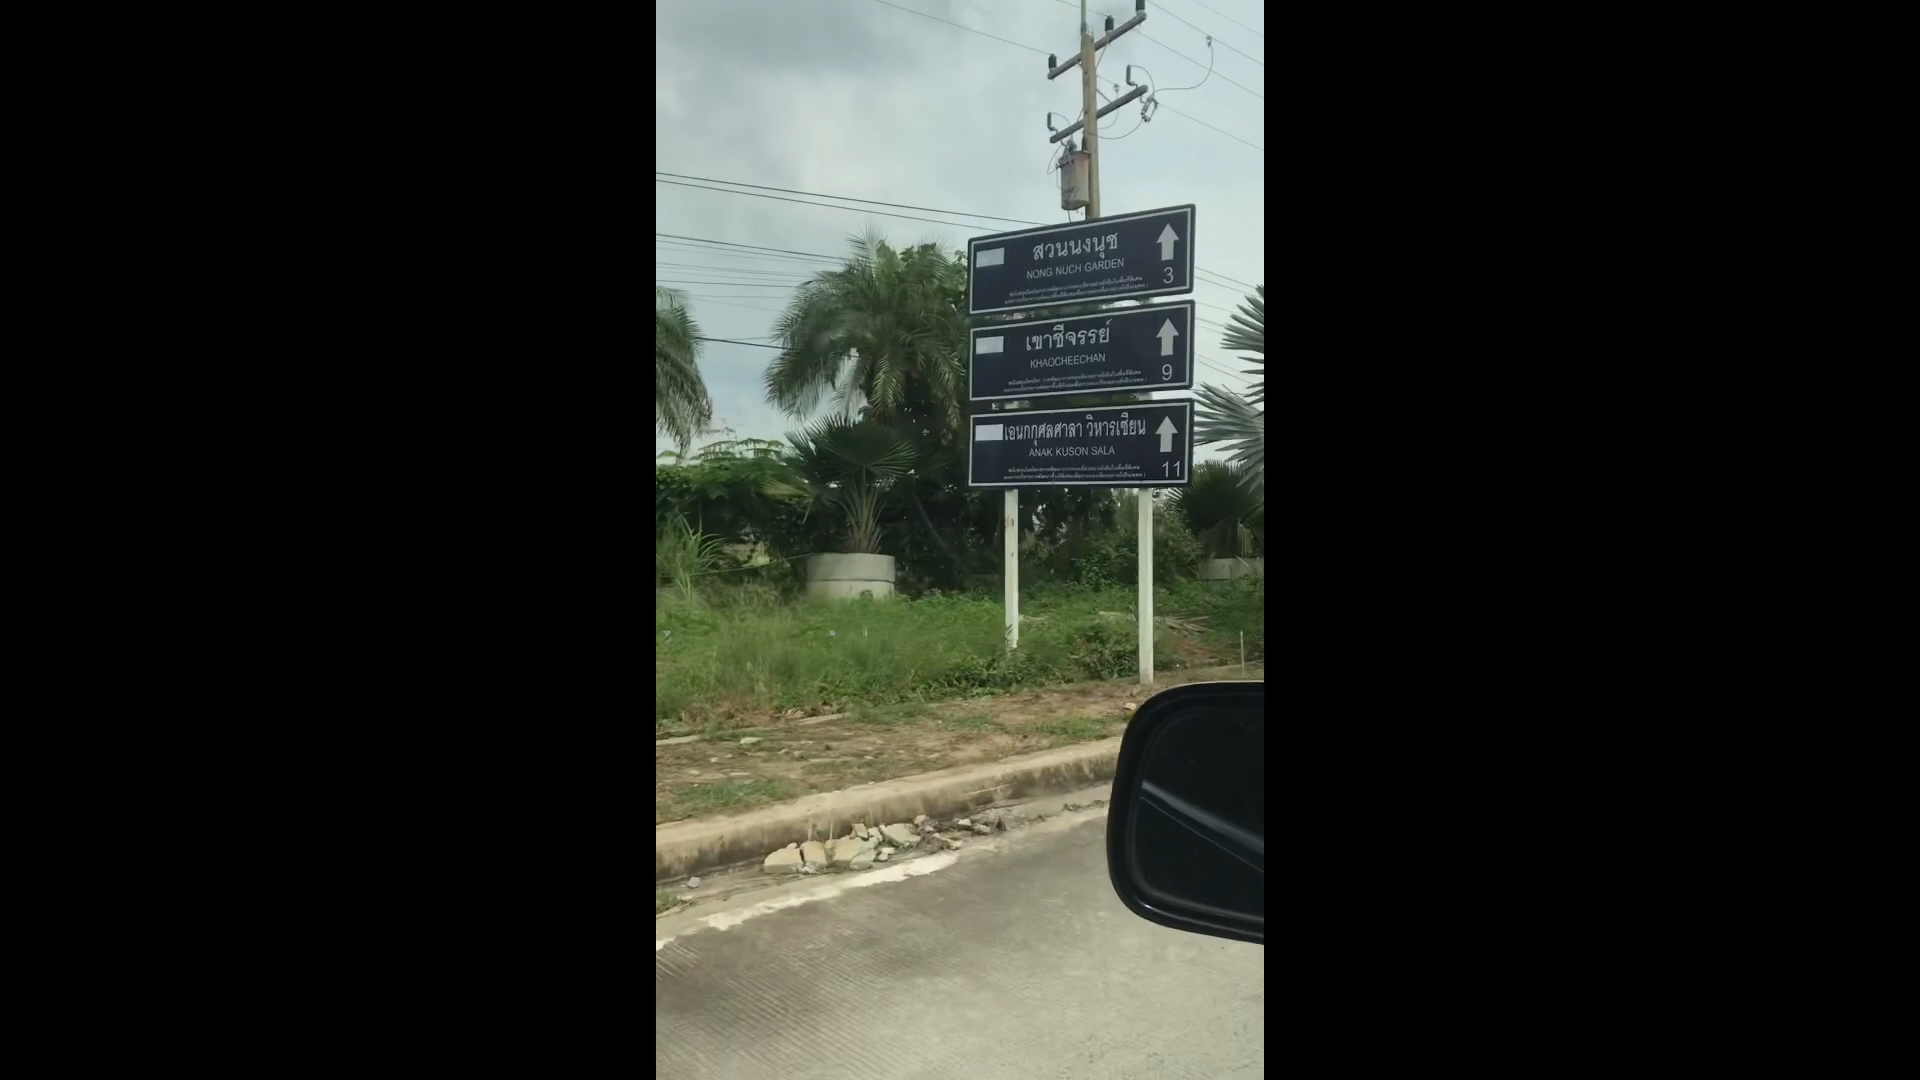 สวนนงนุช
NONG NUCH GARDEN
3
เขาชีจรรย์
KHAOCHEECHAN
9
เอนกกุศลศาลา วิหารเซียน
ANAK KUSON SALA
11